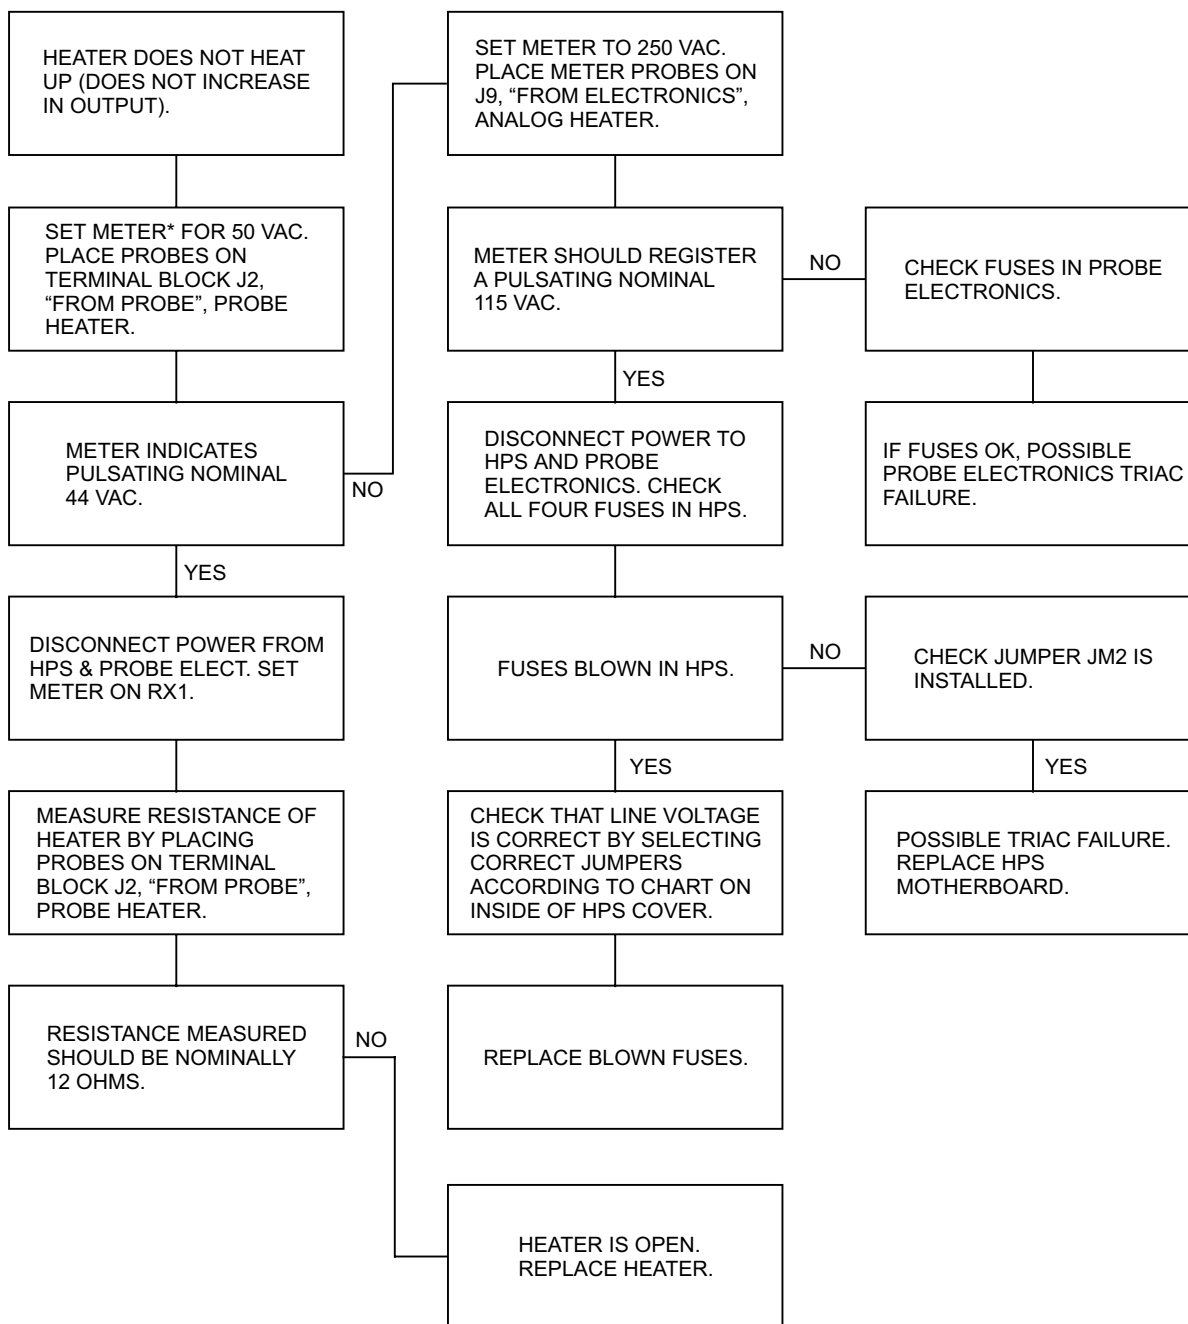 HEATER DOES NOT HEAT
UP (DOES NOT INCREASE
IN OUTPUT).
SET METER* FOR 50 VAC.
PLACE PROBES ON
TERMINAL BLOCK J2,
“FROM PROBE”, PROBE
HEATER.
METER INDICATES
PULSATING NOMINAL
44 VAC.
NO
YES
DISCONNECT POWER FROM
HPS & PROBE ELECT. SET
METER ON RX1.
MEASURE RESISTANCE OF
HEATER BY PLACING
PROBES ON TERMINAL
BLOCK J2, “FROM PROBE”,
PROBE HEATER.
RESISTANCE MEASURED
SHOULD BE NOMINALLY
12 OHMS.
NO
SET METER TO 250 VAC.
PLACE METER PROBES ON
J9, “FROM ELECTRONICS”,
ANALOG HEATER.
METER SHOULD REGISTER
A PULSATING NOMINAL
115 VAC.
NO
YES
DISCONNECT POWER TO
HPS AND PROBE
ELECTRONICS. CHECK
ALL FOUR FUSES IN HPS.
FUSES BLOWN IN HPS.
NO
YES
CHECK THAT LINE VOLTAGE
IS CORRECT BY SELECTING
CORRECT JUMPERS
ACCORDING TO CHART ON
INSIDE OF HPS COVER.
REPLACE BLOWN FUSES.
HEATER IS OPEN.
REPLACE HEATER.
CHECK FUSES IN PROBE
ELECTRONICS.
IF FUSES OK, POSSIBLE
PROBE ELECTRONICS TRIAC
FAILURE.
CHECK JUMPER JM2 IS
INSTALLED.
YES
POSSIBLE TRIAC FAILURE.
REPLACE HPS
MOTHERBOARD.